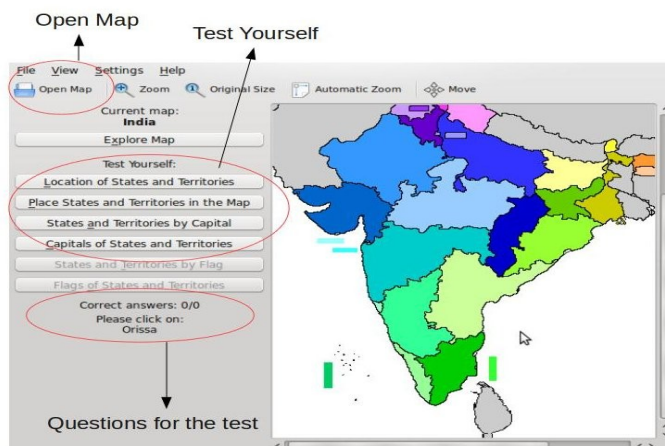 Open Map
Test Yourself
File View Settings Help
Open Map Zoom Original Size Automatic Zoom Move
Current map:
India
Explore Map
Test Yourself:
Location of States and Territories
Place States and Territories in the Map
States and Territories by Capital
Capitals of States and Territories
States and Territories by Flag
Flags of States and Territories
Correct answers: 0/0
Please click on:
Orissa
Questions for the test